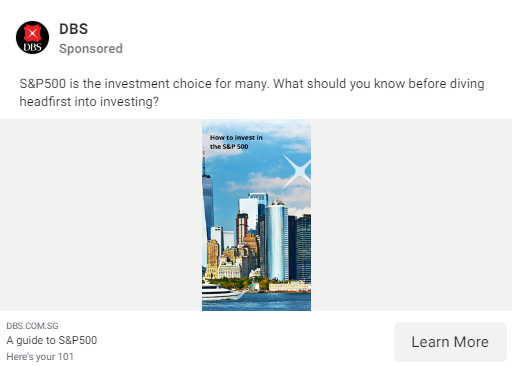 DBS
DBS
Sponsored
S&P500 is the investment choice for many. What should you know before diving
headfirst into investing?
How to invest in
the S&P 500
DBS.COM.SG
A guide to S&P500
Here's your 101
Learn More